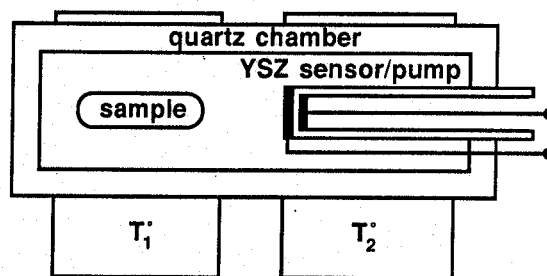 quartz chamber
YSZ sensor/pump
sample
T₁°
T₂°